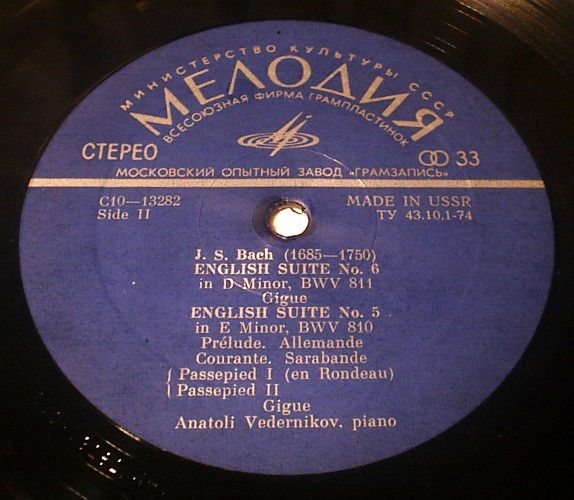 МИНИСТЕРСТВО КУЛЬТУРЫ СССР
МЕЛОДИЯ
ВСЕСОЮЗНАЯ ФИРМА ГРАМПЛАСТИНОК
СТЕРЕО
33
МОСКОВСКИЙ ОПЫТНЫЙ ЗАВОД «ГРАМЗАПИСЬ»
С10—13282
MADE IN USSR
Side II
ТУ 43.10.1-74
J. S. Bach (1685—1750)
ENGLISH SUITE No. 6
in D Minor, BWV 811
Gigue
ENGLISH SUITE No. 5
in E Minor, BWV 810
Prélude. Allemande
Courante. Sarabande
Passepied I (en Rondeau)
Passepied II
Gigue
Anatoli Vedernikov, piano